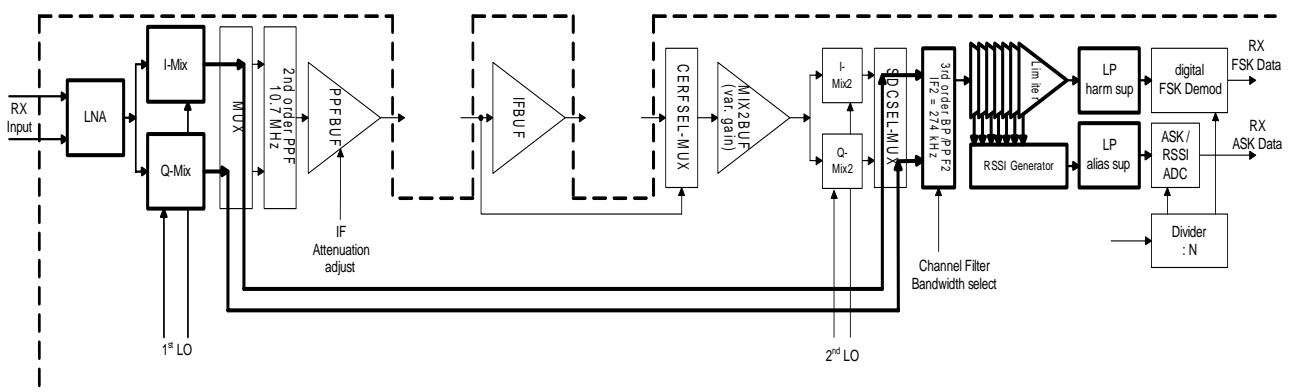 RX
Input
LNA
I-Mix
Q-Mix
MUX
2nd order PPF
10.7 MHz
PPFBUF
IF
Attenuation
adjust
1st LO
IFBUF
CERFSEL-MUX
MIX2BUF
(var. gain)
I-
Mix2
Q-
Mix2
2nd LO
SDCSEL-MUX
3rd order BP/PPF2
IF2 = 274 kHz
Channel Filter
Bandwidth select
Limiter
RSSI Generator
LP
harm sup
LP
alias sup
digital
FSK Demod
ASK /
RSSI
ADC
Divider
: N
RX
FSK Data
RX
ASK Data